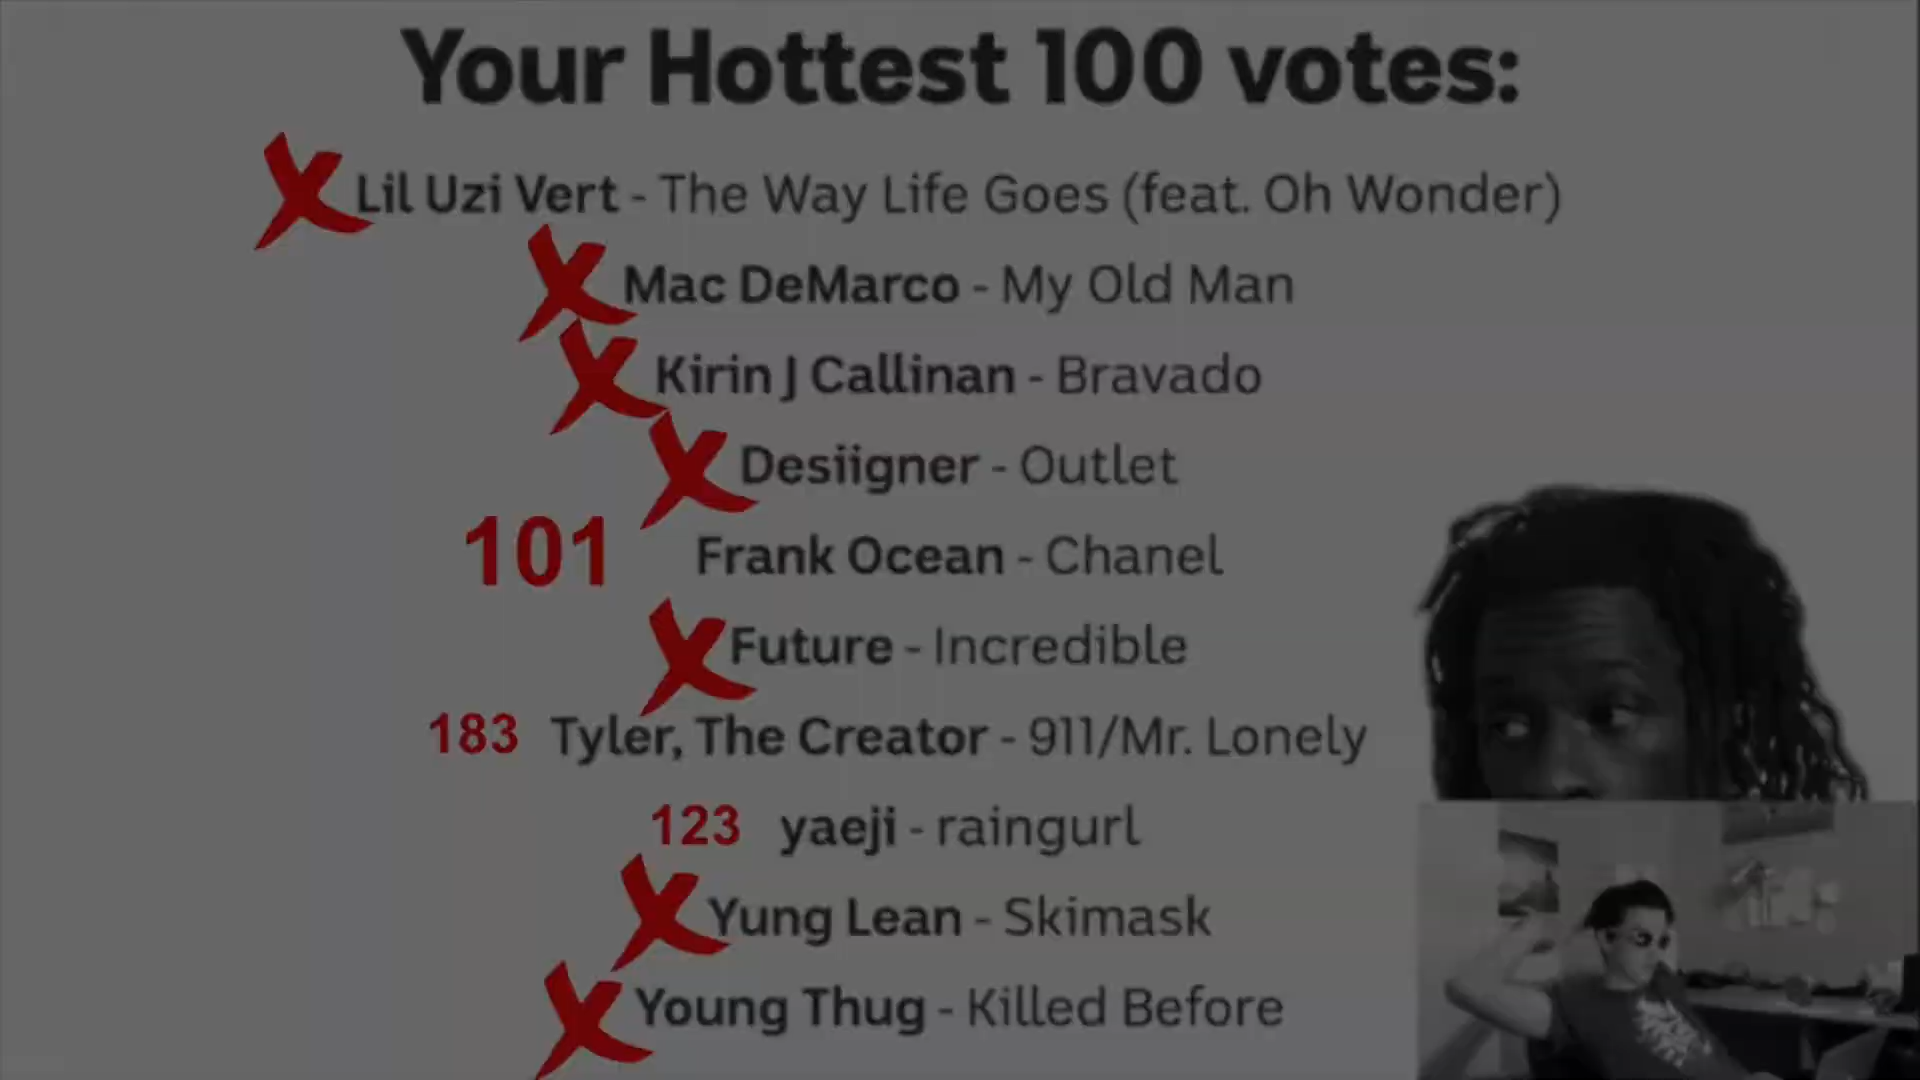 Your Hottest 100 votes:
Lil Uzi Vert - The Way Life Goes (feat. Oh Wonder)
Mac DeMarco - My Old Man
Kirin J Callinan - Bravado
Desiigner - Outlet
101 Frank Ocean - Chanel
Future - Incredible
183 Tyler, The Creator - 911/Mr. Lonely
123 yaeji - raingurl
Yung Lean - Skimask
Young Thug - Killed Before